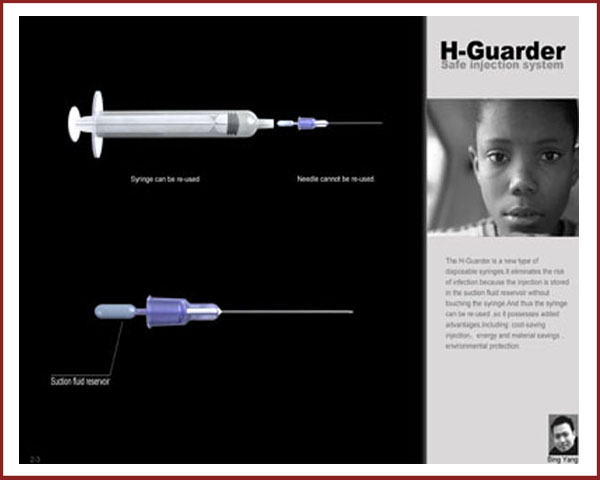 H-Guarder
Safe injection system
Syringe can be re-used
Needle cannot be re-used.
The H-Guarder is a new type of
disposable syringes.It eliminates the risk
of infection,because the injection is stored
in the suction fluid reservoir without
touching the syringe.And thus the syringe
can be re-used ,so it possesses added
advantages,including: cost-saving
injection, energy and material savings ,
environmental protection.
Suction fluid reservoir
Bing Yang
2-3